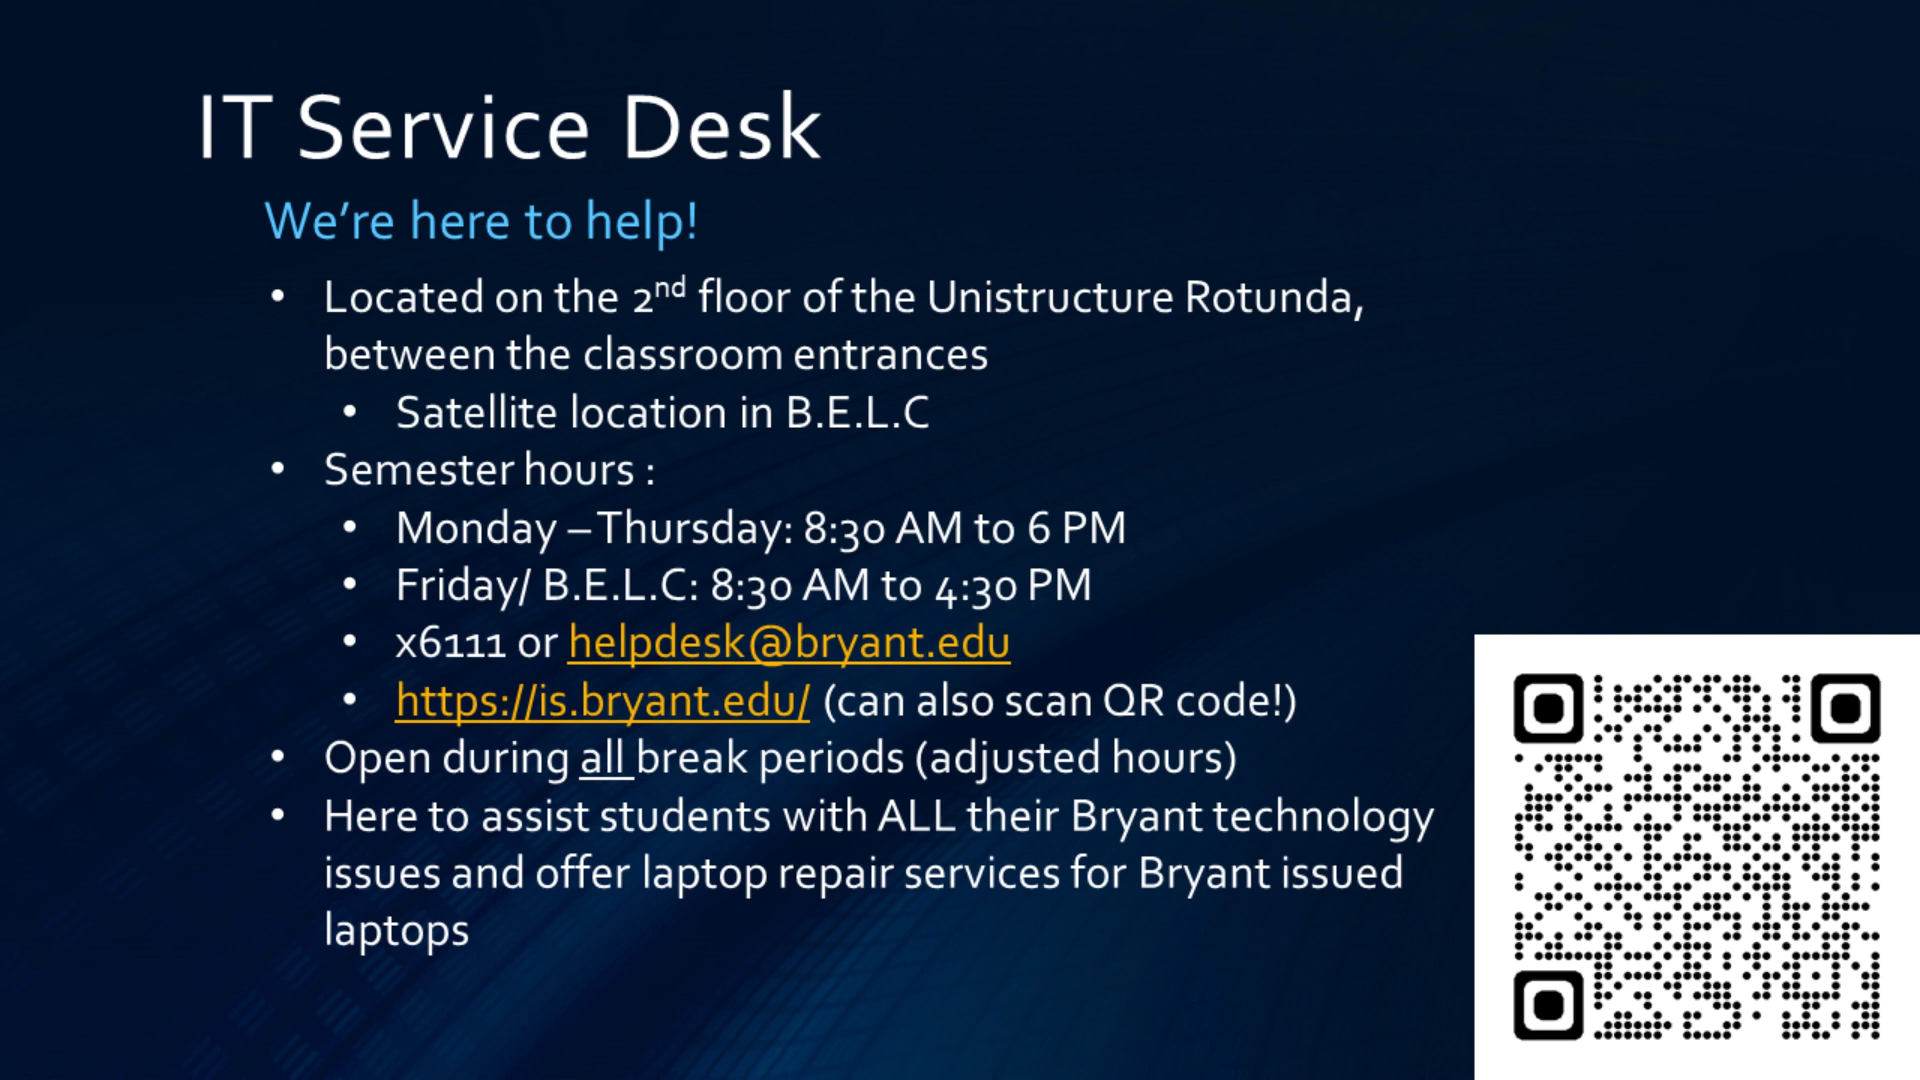 IT Service Desk
We’re here to help!
• Located on the 2nd floor of the Unistructure Rotunda,
between the classroom entrances
• Satellite location in B.E.L.C
• Semester hours :
• Monday – Thursday: 8:30 AM to 6 PM
• Friday/ B.E.L.C: 8:30 AM to 4:30 PM
• x6111 or helpdesk@bryant.edu
• https://is.bryant.edu/ (can also scan QR code!)
• Open during all break periods (adjusted hours)
• Here to assist students with ALL their Bryant technology
issues and offer laptop repair services for Bryant issued
laptops